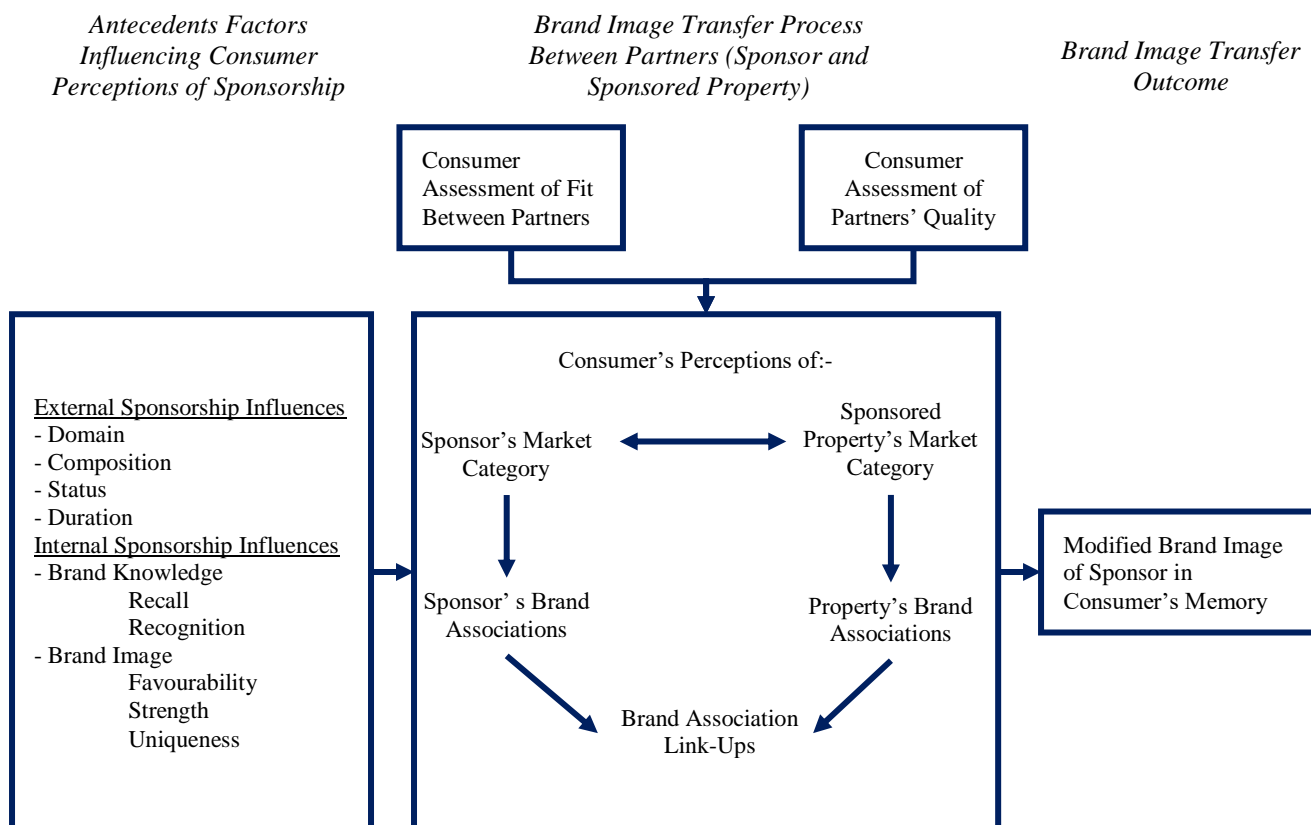 Antecedents Factors
Influencing Consumer
Perceptions of Sponsorship
Brand Image Transfer Process
Between Partners (Sponsor and
Sponsored Property)
Brand Image Transfer
Outcome
Consumer
Assessment of Fit
Between Partners
Consumer
Assessment of
Partners’ Quality
External Sponsorship Influences
- Domain
- Composition
- Status
- Duration
Internal Sponsorship Influences
- Brand Knowledge
Recall
Recognition
- Brand Image
Favourability
Strength
Uniqueness
Consumer’s Perceptions of:-
Sponsor’s Market
Category
Sponsored
Property’s Market
Category
Sponsor’ s Brand
Associations
Property’s Brand
Associations
Brand Association
Link-Ups
Modified Brand Image
of Sponsor in
Consumer’s Memory